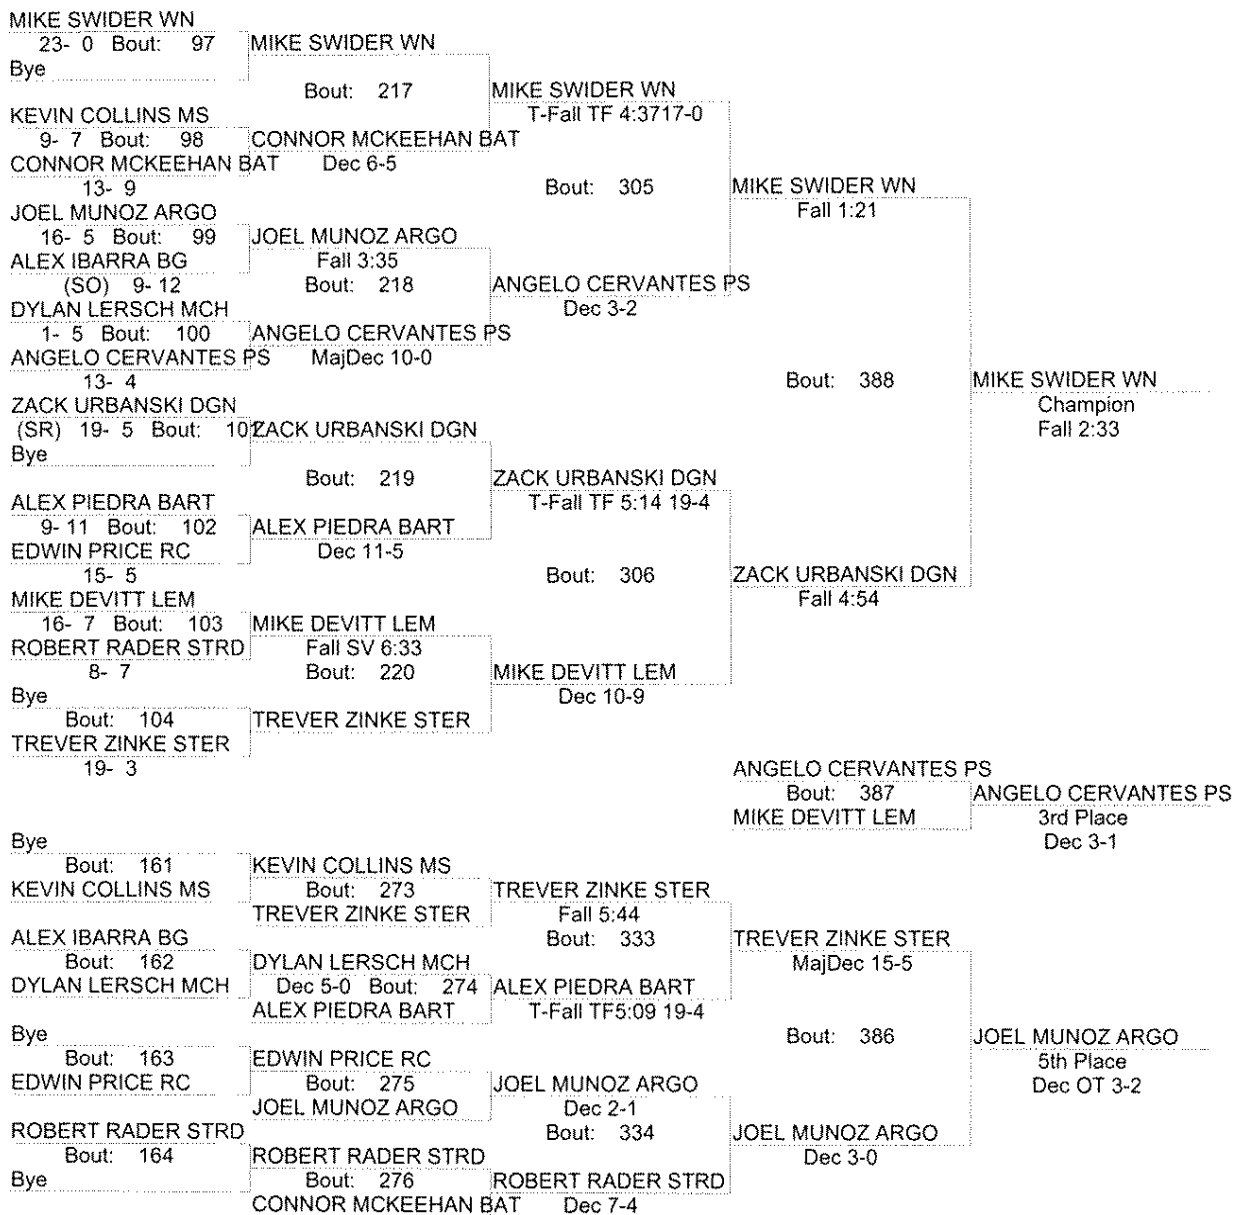 MIKE SWIDER WN
23- 0 Bout: 97 MIKE SWIDER WN
Bye
Bout: 217 MIKE SWIDER WN
T-Fall TF 4:3717-0
KEVIN COLLINS MS
9- 7 Bout: 98 CONNOR MCKEEHAN BAT
CONNOR MCKEEHAN BAT Dec 6-5
13- 9 Bout: 305 MIKE SWIDER WN
Fall 1:21
JOEL MUNOZ ARGO
16- 5 Bout: 99 JOEL MUNOZ ARGO
ALEX IBARRA BG Fall 3:35
(SO) 9- 12 Bout: 218 ANGELO CERVANTES PS
DYLAN LERSCH MCH Dec 3-2
1- 5 Bout: 100 ANGELO CERVANTES PS
ANGELO CERVANTES PS MajDec 10-0
13- 4 Bout: 388 MIKE SWIDER WN
ZACK URBANSKI DGN Champion
(SR) 19- 5 Bout: 101 ZACK URBANSKI DGN Fall 2:33
Bye
Bout: 219 ZACK URBANSKI DGN
ALEX PIEDRA BART T-Fall TF 5:14 19-4
9- 11 Bout: 102 ALEX PIEDRA BART
EDWIN PRICE RC Dec 11-5
15- 5 Bout: 306 ZACK URBANSKI DGN
MIKE DEVITT LEM Fall 4:54
16- 7 Bout: 103 MIKE DEVITT LEM
ROBERT RADER STRD Fall SV 6:33
8- 7 Bout: 220 MIKE DEVITT LEM
Bye Dec 10-9
Bout: 104 TREVER ZINKE STER
TREVER ZINKE STER
19- 3 ANGELO CERVANTES PS
Bout: 387 ANGELO CERVANTES PS
MIKE DEVITT LEM 3rd Place
Dec 3-1
Bye
Bout: 161 KEVIN COLLINS MS
KEVIN COLLINS MS Bout: 273 TREVER ZINKE STER
TREVER ZINKE STER Fall 5:44
ALEX IBARRA BG Bout: 333 TREVER ZINKE STER
Bout: 162 DYLAN LERSCH MCH MajDec 15-5
DYLAN LERSCH MCH Dec 5-0 Bout: 274 ALEX PIEDRA BART
ALEX PIEDRA BART T-Fall TF5:09 19-4
Bye Bout: 386 JOEL MUNOZ ARGO
Bout: 163 EDWIN PRICE RC 5th Place
EDWIN PRICE RC Bout: 275 JOEL MUNOZ ARGO Dec OT 3-2
JOEL MUNOZ ARGO Dec 2-1
ROBERT RADER STRD Bout: 334 JOEL MUNOZ ARGO
Bout: 164 ROBERT RADER STRD Dec 3-0
Bye Bout: 276 ROBERT RADER STRD
CONNOR MCKEEHAN BAT Dec 7-4